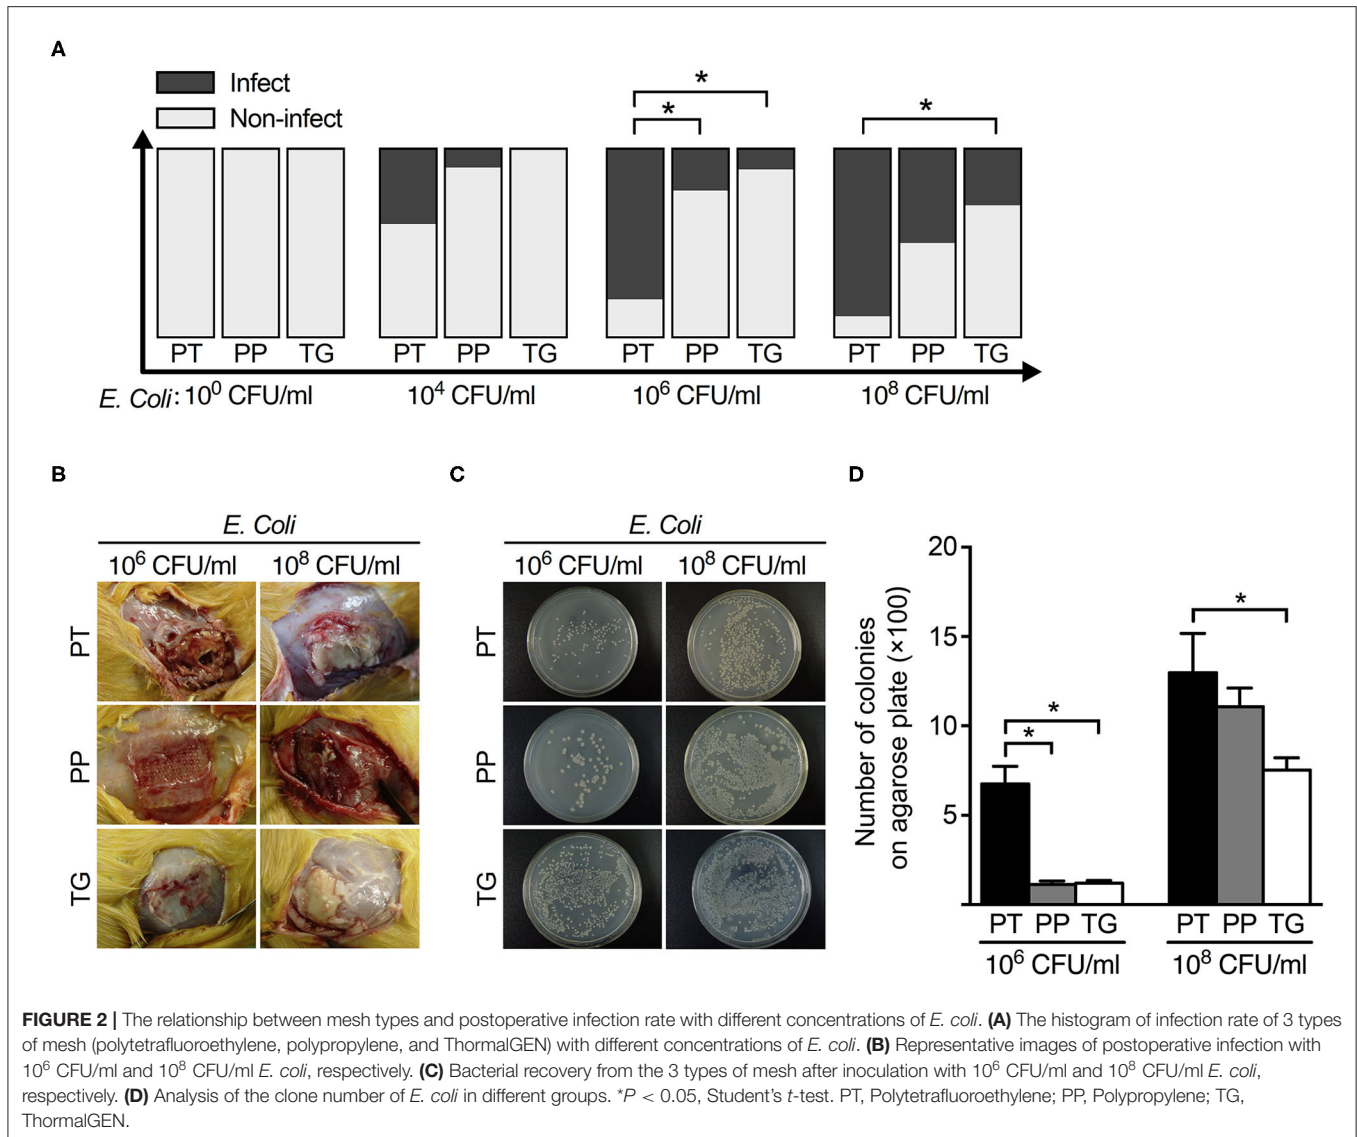 A
Infect
Non-infect
* * *
PT PP TG PT PP TG PT PP TG PT PP TG
E. Coli: 10⁰ CFU/ml 10⁴ CFU/ml 10⁶ CFU/ml 10⁸ CFU/ml
B
E. Coli
10⁶ CFU/ml 10⁸ CFU/ml
PT
PP
TG
C
E. Coli
10⁶ CFU/ml 10⁸ CFU/ml
PT
PP
TG
D
Number of colonies
on agarose plate (×100)
20
15
10
5
* * *
PT PP TG PT PP TG
10⁶ CFU/ml 10⁸ CFU/ml
FIGURE 2 | The relationship between mesh types and postoperative infection rate with different concentrations of E. coli. (A) The histogram of infection rate of 3 types
of mesh (polytetrafluoroethylene, polypropylene, and ThormalGEN) with different concentrations of E. coli. (B) Representative images of postoperative infection with
10⁶ CFU/ml and 10⁸ CFU/ml E. coli, respectively. (C) Bacterial recovery from the 3 types of mesh after inoculation with 10⁶ CFU/ml and 10⁸ CFU/ml E. coli,
respectively. (D) Analysis of the clone number of E. coli in different groups. *P < 0.05, Student's t-test. PT, Polytetrafluoroethylene; PP, Polypropylene; TG,
ThormalGEN.